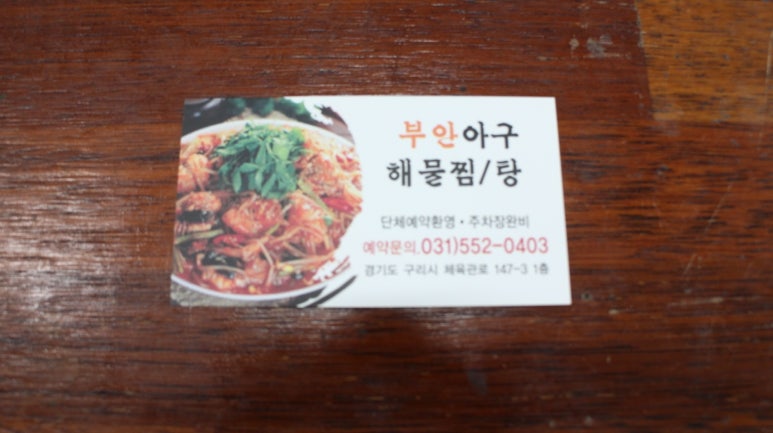 부안아구
해물찜/탕
단체예약환영·주차장완비
예약문의.031)552-0403
경기도 구리시 체육관로 147-3 1층